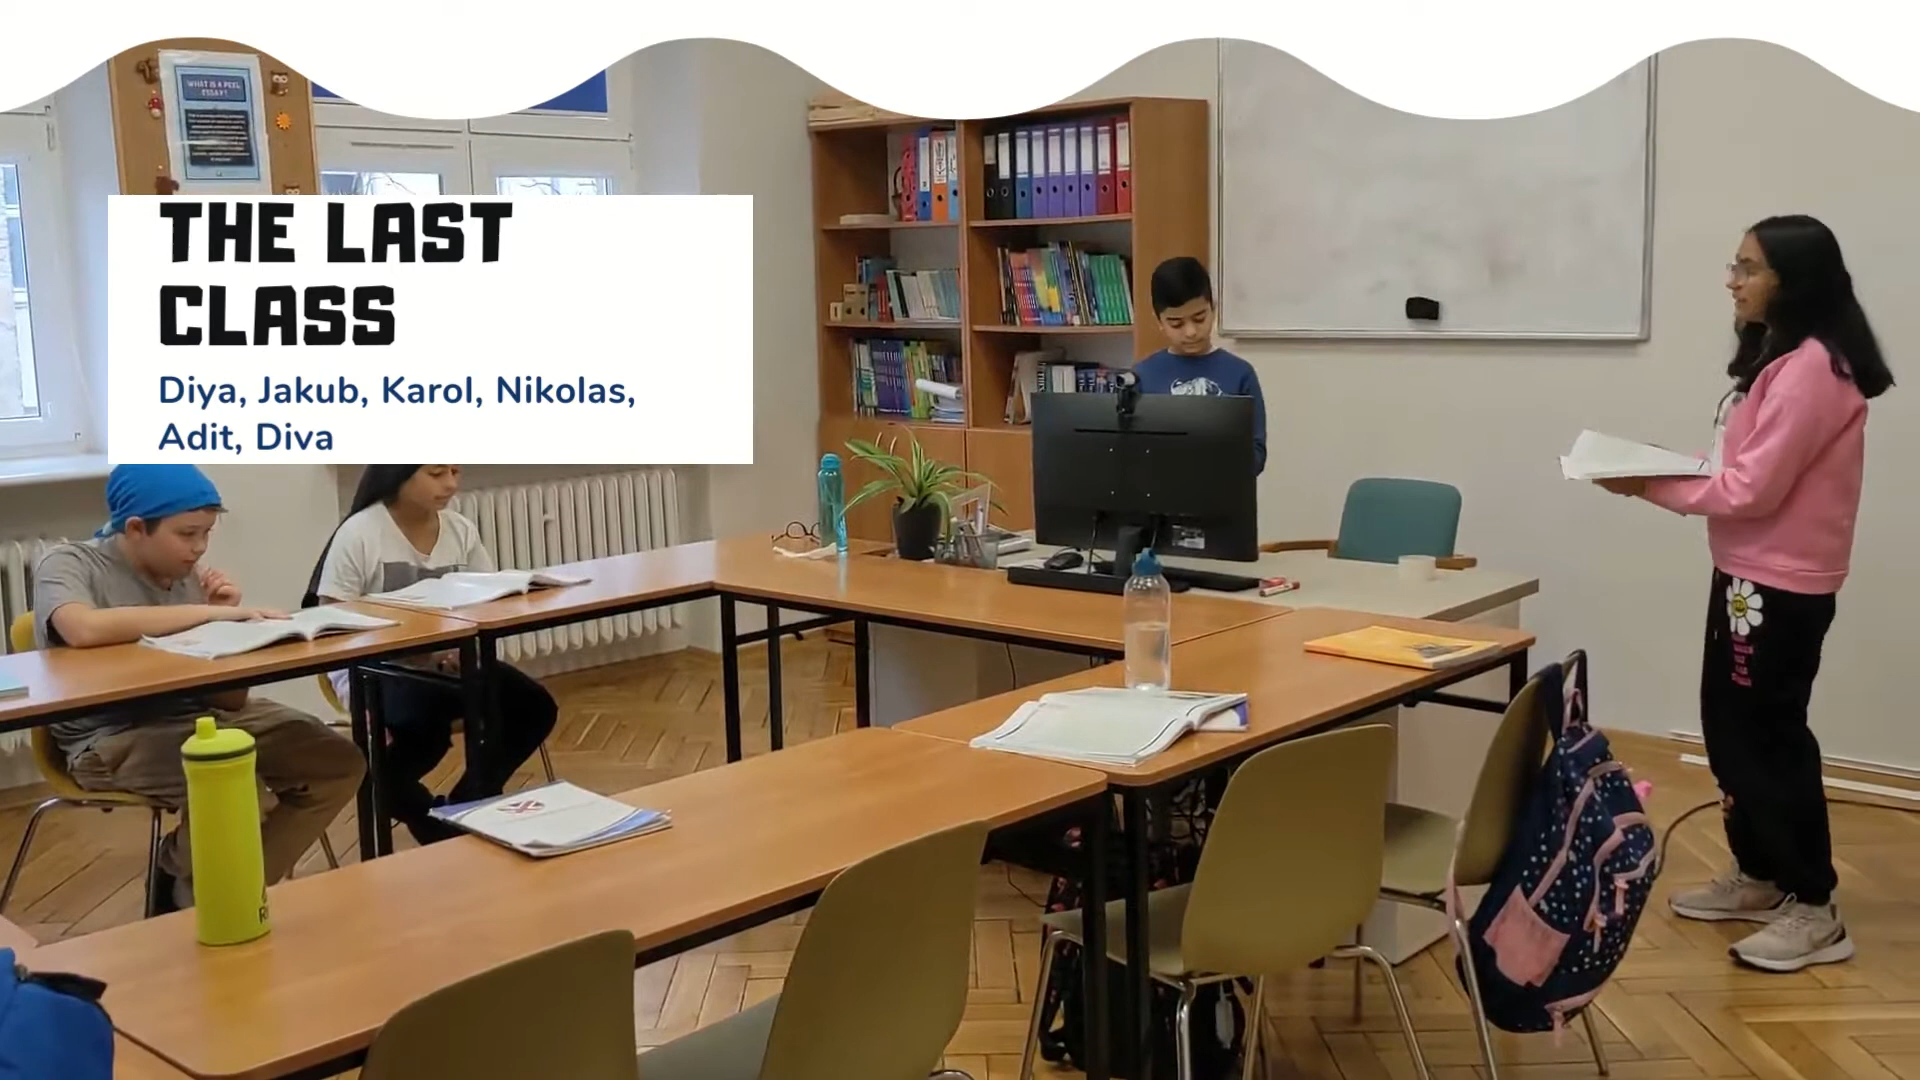 WHAT IS A PEEL
ESSAY?
THE LAST
CLASS
Diya, Jakub, Karol, Nikolas,
Adit, Diva